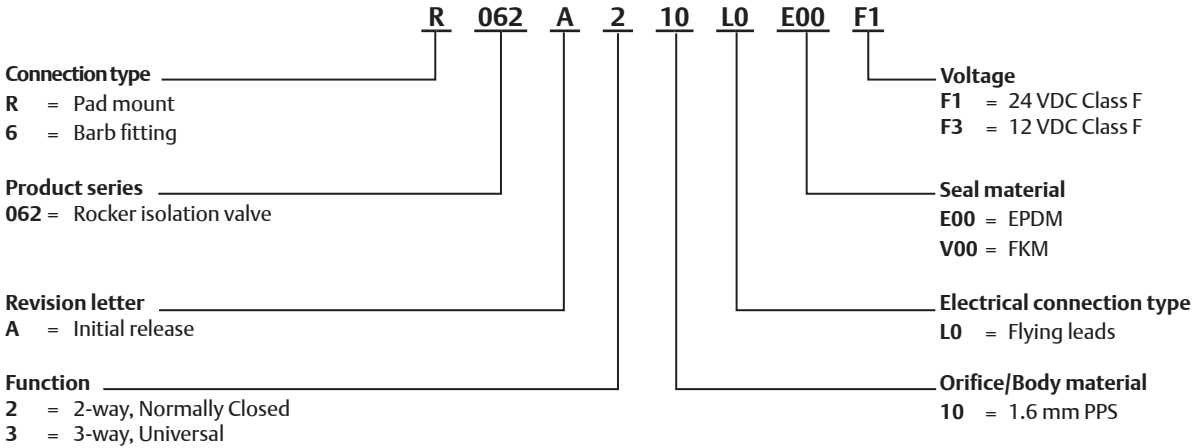 R 062 A 2 10 L0 E00 F1
Connection type
R = Pad mount
6 = Barb fitting
Product series
062 = Rocker isolation valve
Revision letter
A = Initial release
Function
2 = 2-way, Normally Closed
3 = 3-way, Universal
Voltage
F1 = 24 VDC Class F
F3 = 12 VDC Class F
Seal material
E00 = EPDM
V00 = FKM
Electrical connection type
L0 = Flying leads
Orifice/Body material
10 = 1.6 mm PPS